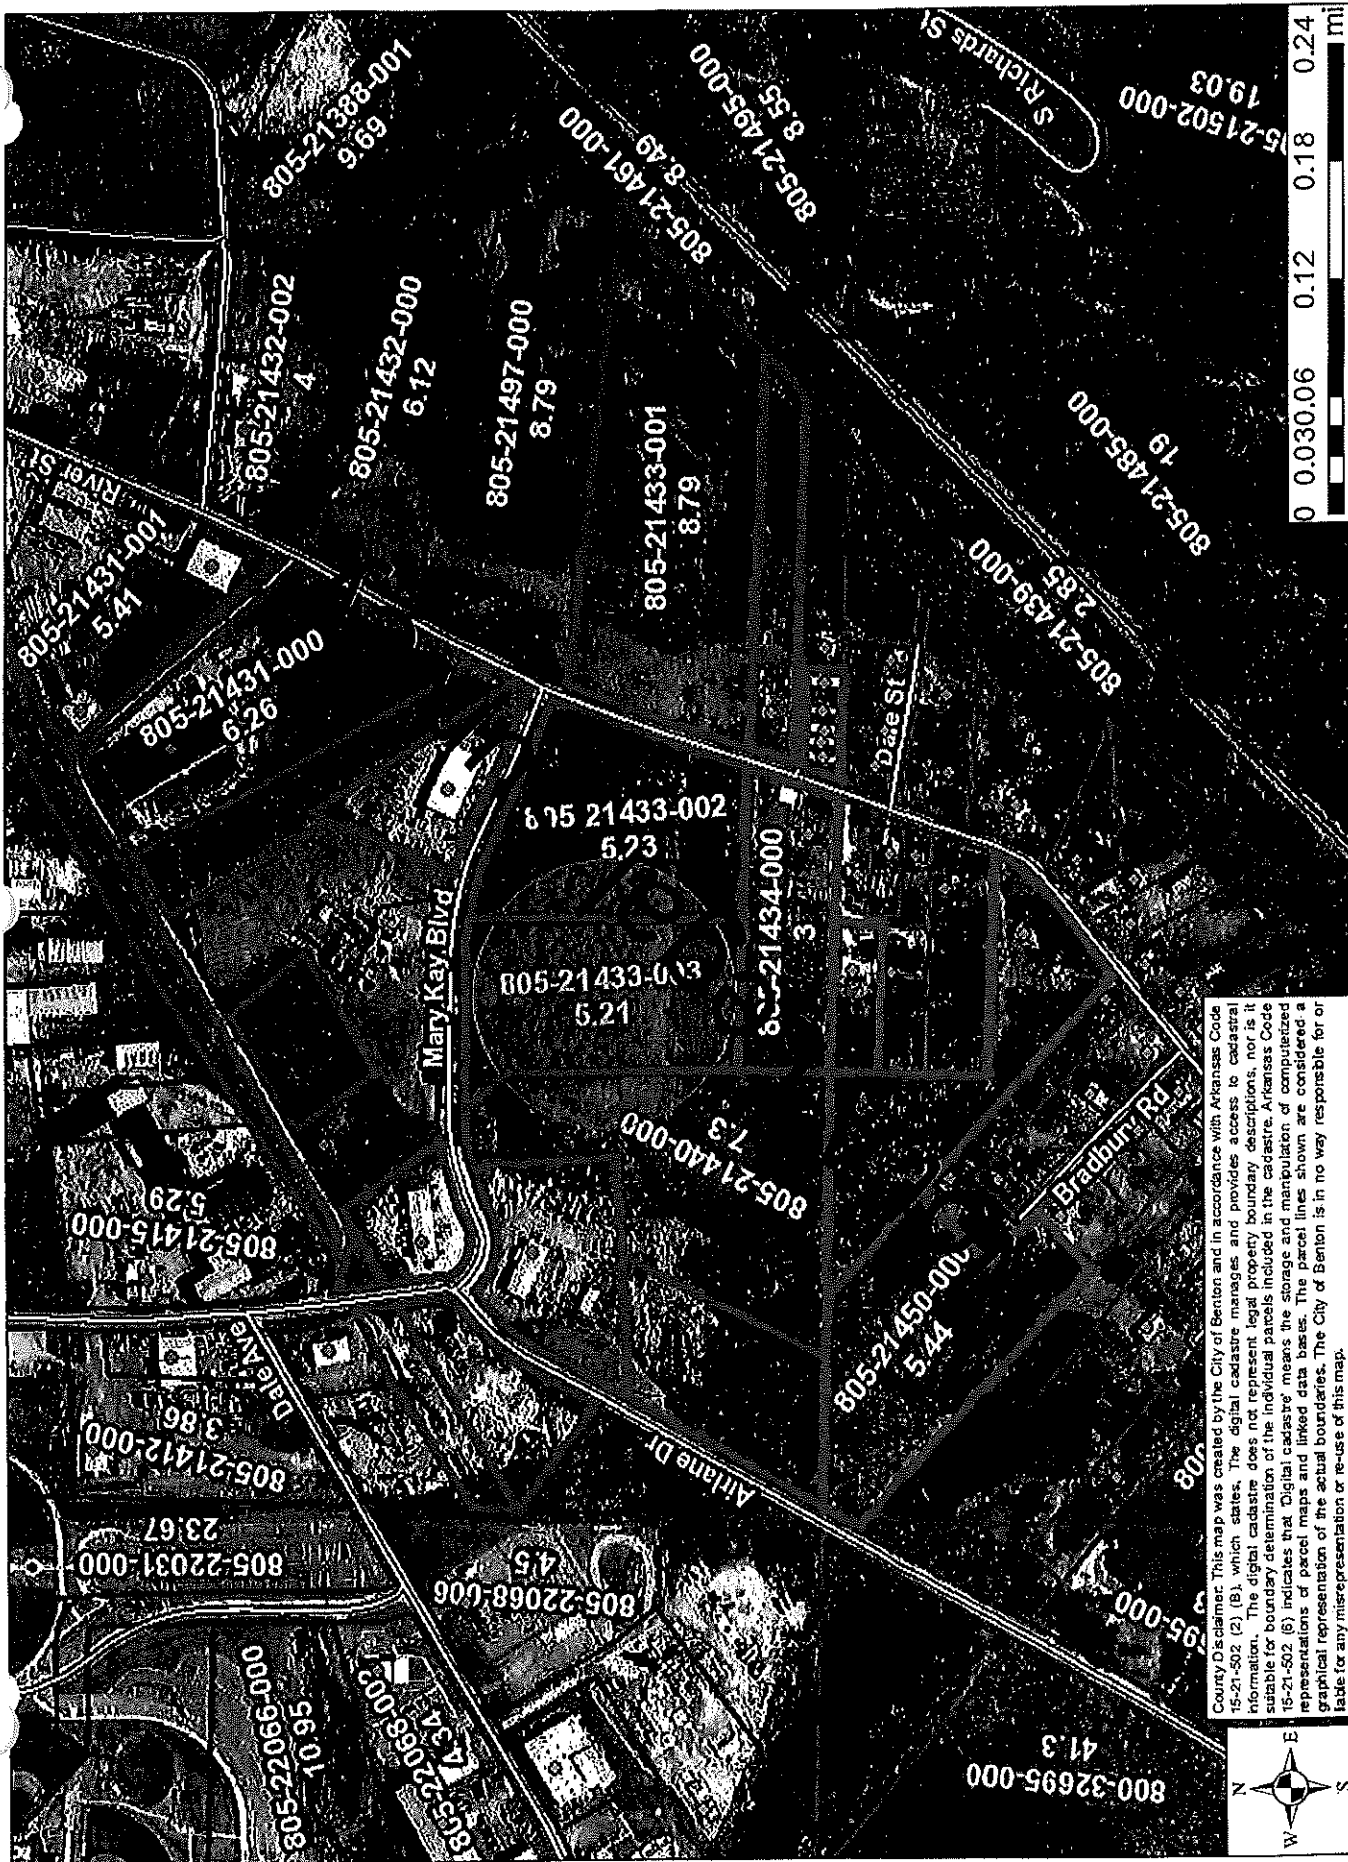 805-21388-001
9.69
River St
805-21431-001
5.41
805-21432-002
4
805-21431-000
6.26
805-21432-000
6.12
805-21497-000
8.79
805-21461-000
8.49
805-21495-000
8.55
S Richards St
21502-000
19.03
805-21433-001
8.79
805-21415-000
5.29
Mary Kay Blvd
21433-002
5.23
5.21
805-21440-000
7.3
21434-000
3
Dale St
805-21439-000
2.85
805-21485-000
19
Dale Ave
805-21412-000
3.86
805-22031-000
23.67
805-22066-000
10.95
4.34
4.5
Airlane Dr
5.44
Bradbury Rd
800-32695-000
41.3
695-000
0 0.03 0.06 0.12 0.18 0.24
mi
N
W E
S
County Disclaimer: This map was created by the City of Benton and in accordance with Arkansas Code
15-21-502 (2) (B), which states, The digital cadastre manages and provides access to cadastral
information. The digital cadastre does not represent legal property boundary descriptions, nor is it
suitable for boundary determination of the individual parcels included in the cadastre. Arkansas Code
15-21-502 (6) indicates that 'Digital cadastre' means the storage and manipulation of computerized
representations of parcel maps and linked data bases. The parcel lines shown are considered a
graphical representation of the actual boundaries. The City of Benton is in no way responsible for or
liable for any misrepresentation or re-use of this map.